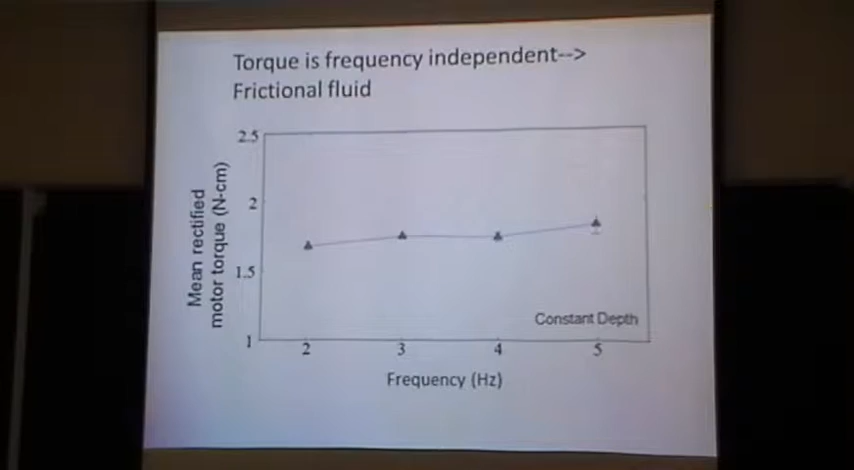 Torque is frequency independent-->
Frictional fluid
2.5
2
1.5
1
Mean rectified
motor torque (N-cm)
Constant Depth
2 3 4 5
Frequency (Hz)